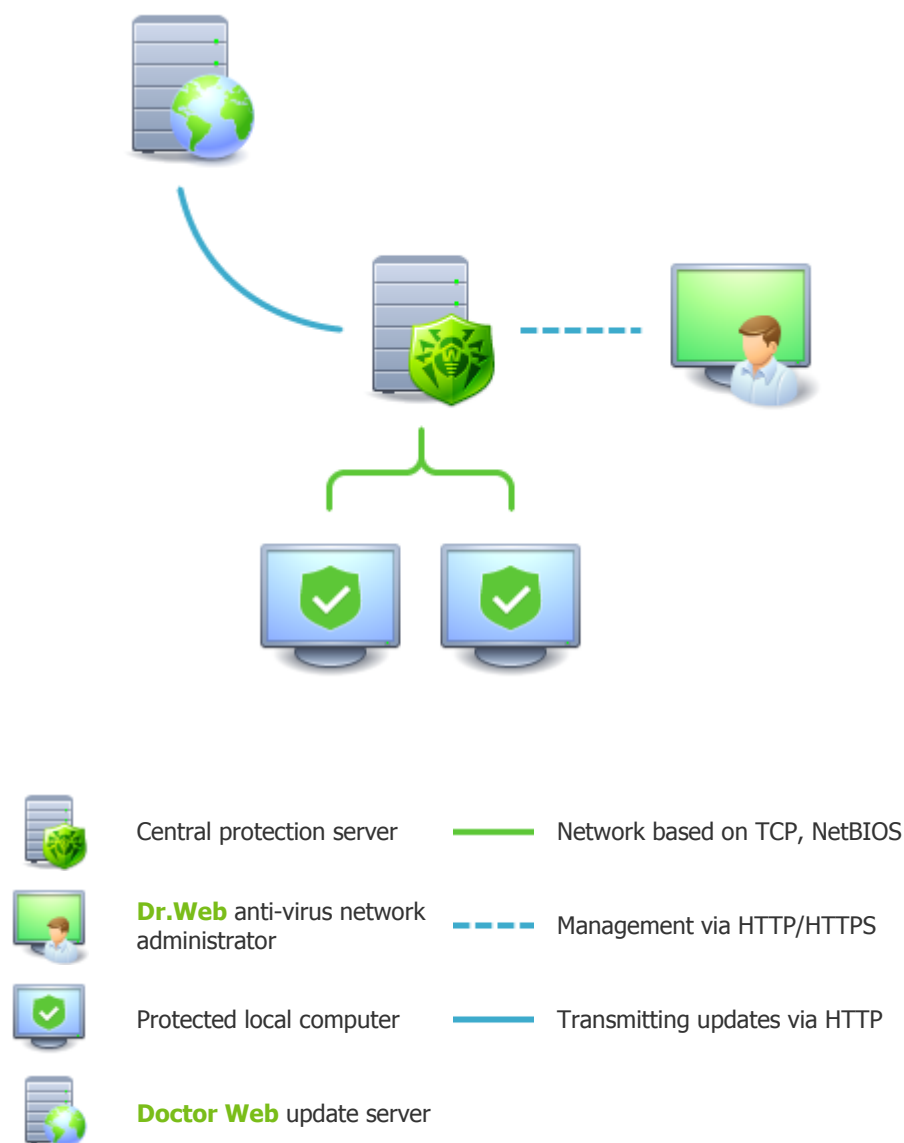 Central protection server
Network based on TCP, NetBIOS
Dr.Web anti-virus network
administrator
Management via HTTP/HTTPS
Protected local computer
Transmitting updates via HTTP
Doctor Web update server